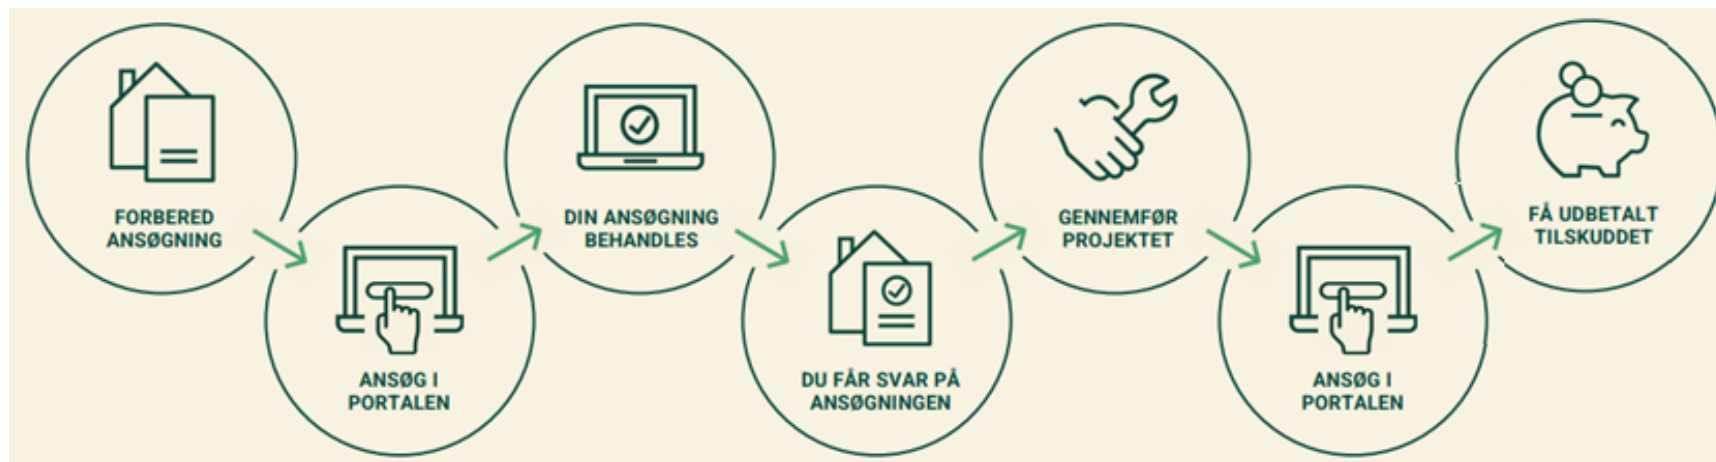 FORBERED
ANSØGNING
ANSØG I
PORTALEN
DIN ANSØGNING
BEHANDLES
DU FÅR SVAR PÅ
ANSØGNINGEN
GENNEMFØR
PROJEKTET
ANSØG I
PORTALEN
FÅ UDBETALT
TILSKUDDET